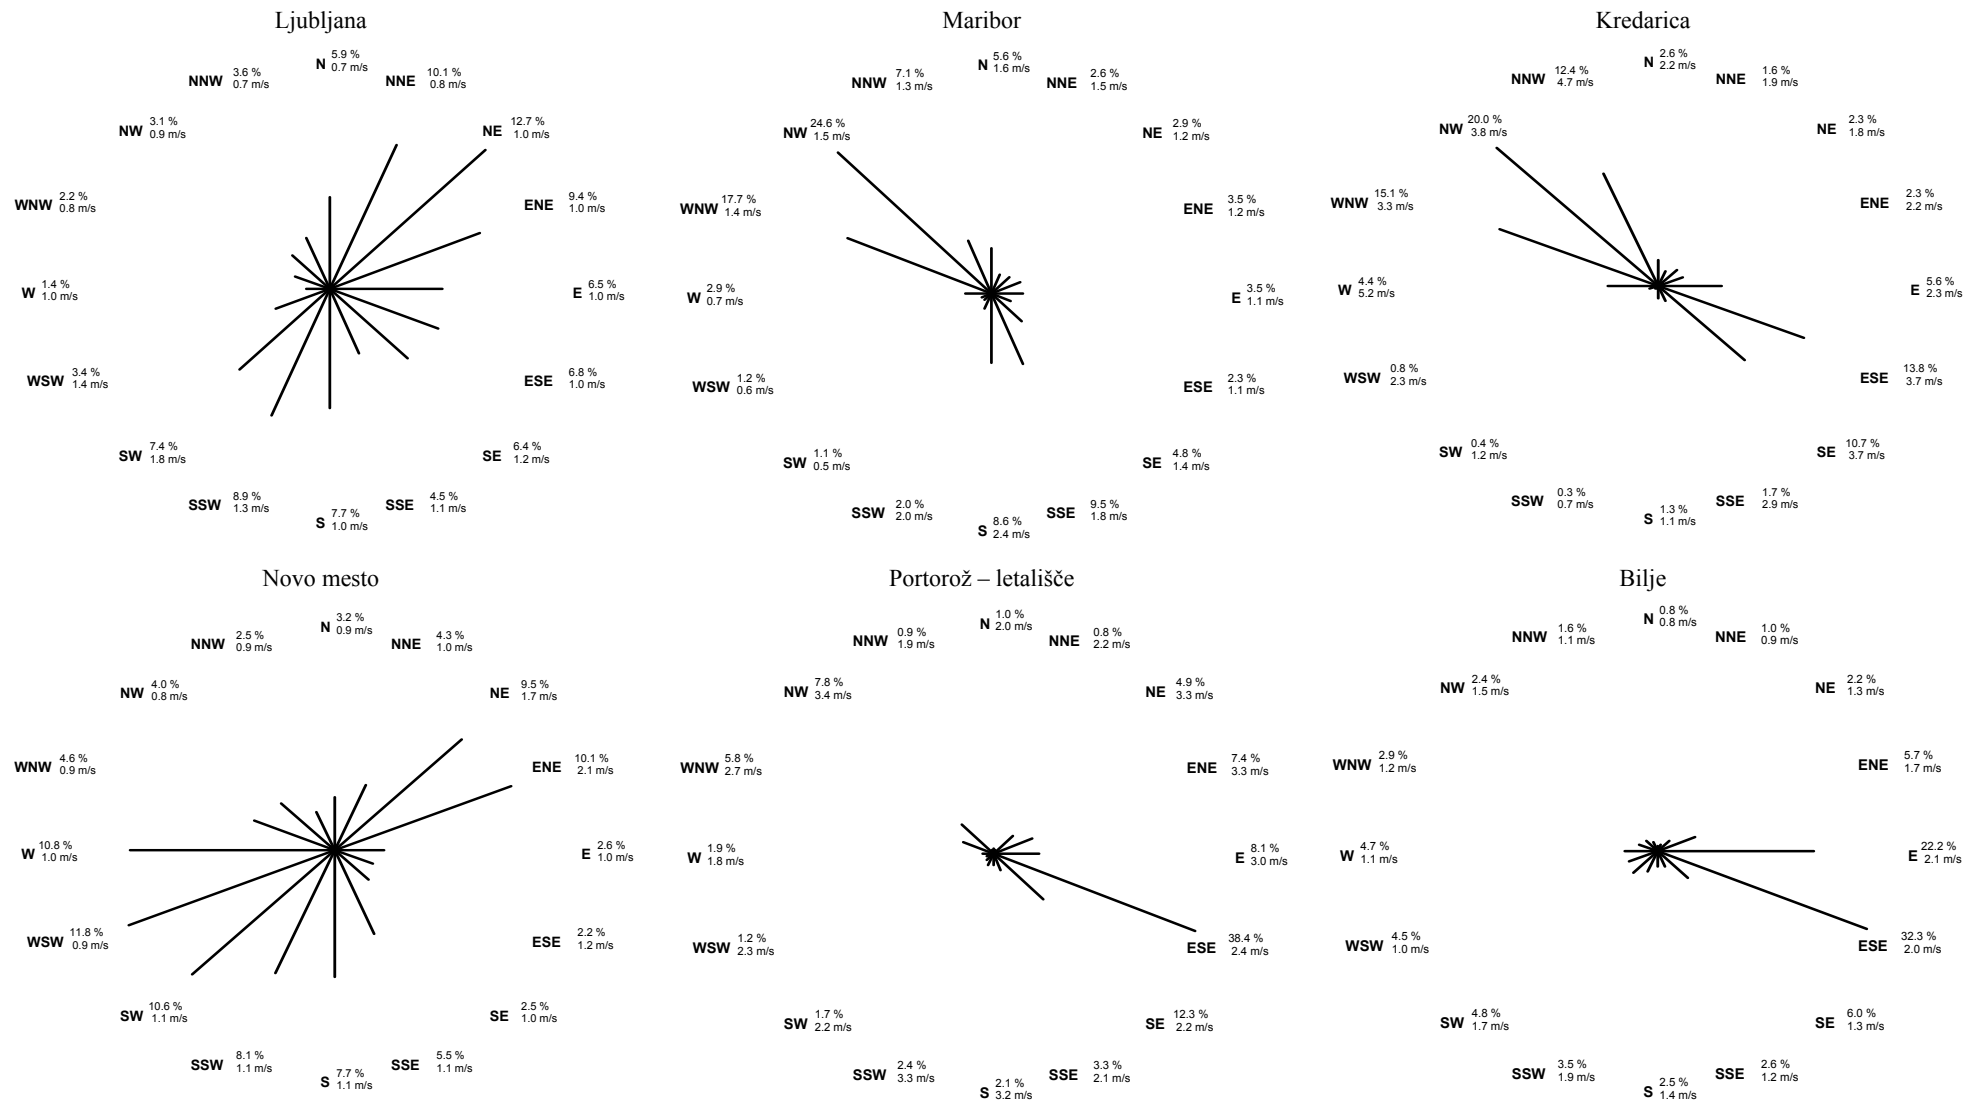 Ljubljana
N 5.9 %
0.7 m/s
NNE 10.1 %
0.8 m/s
NE 12.7 %
1.0 m/s
ENE 9.4 %
1.0 m/s
E 6.5 %
1.0 m/s
ESE 6.8 %
1.0 m/s
SE 6.4 %
1.2 m/s
SSE 4.5 %
1.1 m/s
S 7.7 %
1.0 m/s
SSW 8.9 %
1.3 m/s
SW 7.4 %
1.8 m/s
WSW 3.4 %
1.4 m/s
W 1.4 %
1.0 m/s
WNW 2.2 %
0.8 m/s
NW 3.1 %
0.9 m/s
NNW 3.6 %
0.7 m/s
Maribor
N 5.6 %
1.6 m/s
NNE 2.6 %
1.5 m/s
NE 2.9 %
1.2 m/s
ENE 3.5 %
1.2 m/s
E 3.5 %
1.1 m/s
ESE 2.3 %
1.1 m/s
SE 4.8 %
1.4 m/s
SSE 9.5 %
1.8 m/s
S 8.6 %
2.4 m/s
SSW 2.0 %
2.0 m/s
SW 1.1 %
0.5 m/s
WSW 1.2 %
0.6 m/s
W 2.9 %
0.7 m/s
WNW 17.7 %
1.4 m/s
NW 24.6 %
1.5 m/s
NNW 7.1 %
1.3 m/s
Kredarica
N 2.6 %
2.2 m/s
NNE 1.6 %
1.9 m/s
NE 2.3 %
1.8 m/s
ENE 2.3 %
2.2 m/s
E 5.6 %
2.3 m/s
ESE 13.8 %
3.7 m/s
SE 10.7 %
3.7 m/s
SSE 1.7 %
2.9 m/s
S 1.3 %
1.1 m/s
SSW 0.3 %
0.7 m/s
SW 0.4 %
1.2 m/s
WSW 0.8 %
2.3 m/s
W 4.4 %
5.2 m/s
WNW 15.1 %
3.3 m/s
NW 20.0 %
3.8 m/s
NNW 12.4 %
4.7 m/s
Novo mesto
N 3.2 %
0.9 m/s
NNE 4.3 %
1.0 m/s
NE 9.5 %
1.7 m/s
ENE 10.1 %
2.1 m/s
E 2.6 %
1.0 m/s
ESE 2.2 %
1.2 m/s
SE 2.5 %
1.0 m/s
SSE 5.5 %
1.1 m/s
S 7.7 %
1.1 m/s
SSW 8.1 %
1.1 m/s
SW 10.6 %
1.1 m/s
WSW 11.8 %
0.9 m/s
W 10.8 %
1.0 m/s
WNW 4.6 %
0.9 m/s
NW 4.0 %
0.8 m/s
NNW 2.5 %
0.9 m/s
Portorož – letališče
N 1.0 %
2.0 m/s
NNE 0.8 %
2.2 m/s
NE 4.9 %
3.3 m/s
ENE 7.4 %
3.3 m/s
E 8.1 %
3.0 m/s
ESE 38.4 %
2.4 m/s
SE 12.3 %
2.2 m/s
SSE 3.3 %
2.1 m/s
S 2.1 %
3.2 m/s
SSW 2.4 %
3.3 m/s
SW 1.7 %
2.2 m/s
WSW 1.2 %
2.3 m/s
W 1.9 %
1.8 m/s
WNW 5.8 %
2.7 m/s
NW 7.8 %
3.4 m/s
NNW 0.9 %
1.9 m/s
Bilje
N 0.8 %
0.8 m/s
NNE 1.0 %
0.9 m/s
NE 2.2 %
1.3 m/s
ENE 5.7 %
1.7 m/s
E 22.2 %
2.1 m/s
ESE 32.3 %
2.0 m/s
SE 6.0 %
1.3 m/s
SSE 2.6 %
1.2 m/s
S 2.5 %
1.4 m/s
SSW 3.5 %
1.9 m/s
SW 4.8 %
1.7 m/s
WSW 4.5 %
1.0 m/s
W 4.7 %
1.1 m/s
WNW 2.9 %
1.2 m/s
NW 2.4 %
1.5 m/s
NNW 1.6 %
1.1 m/s